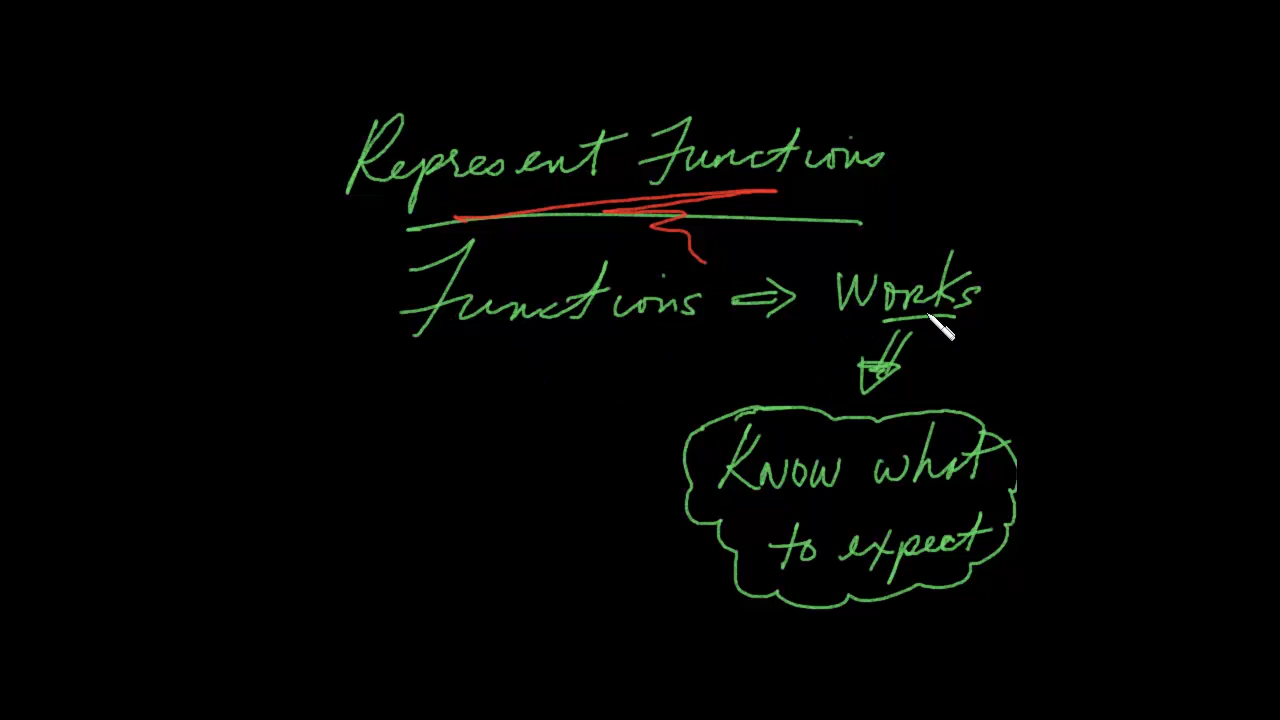 Represent Functions
Functions ⇒ Works
Know what
to expect